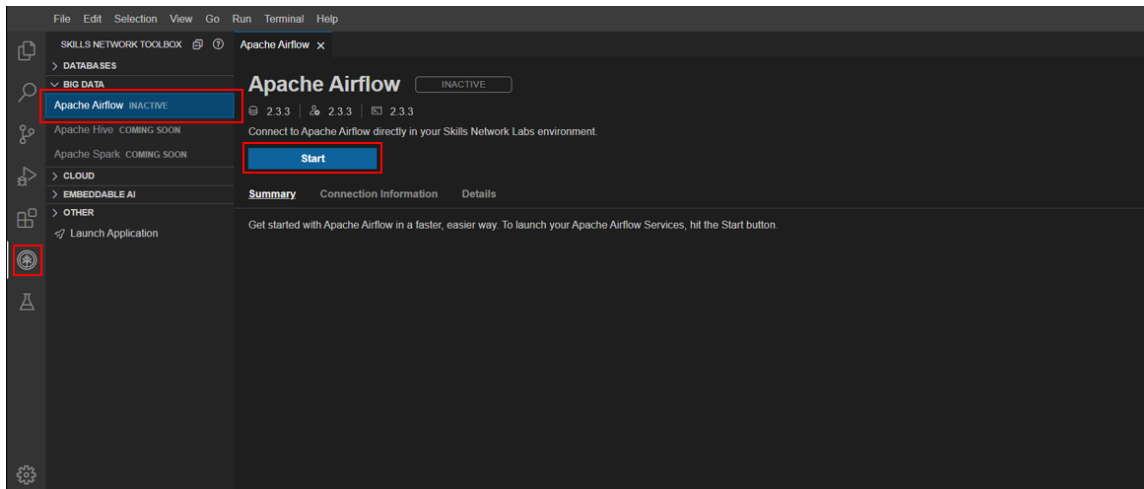 File Edit Selection View Go Run Terminal Help
SKILLS NETWORK TOOLBOX
Apache Airflow
DATABASES
BIG DATA
Apache Airflow INACTIVE
Apache Hive COMING SOON
Apache Spark COMING SOON
CLOUD
EMBEDDABLE AI
OTHER
Launch Application
Apache Airflow INACTIVE
2.3.3 2.3.3 2.3.3
Connect to Apache Airflow directly in your Skills Network Labs environment.
Start
Summary Connection Information Details
Get started with Apache Airflow in a faster, easier way. To launch your Apache Airflow Services, hit the Start button.